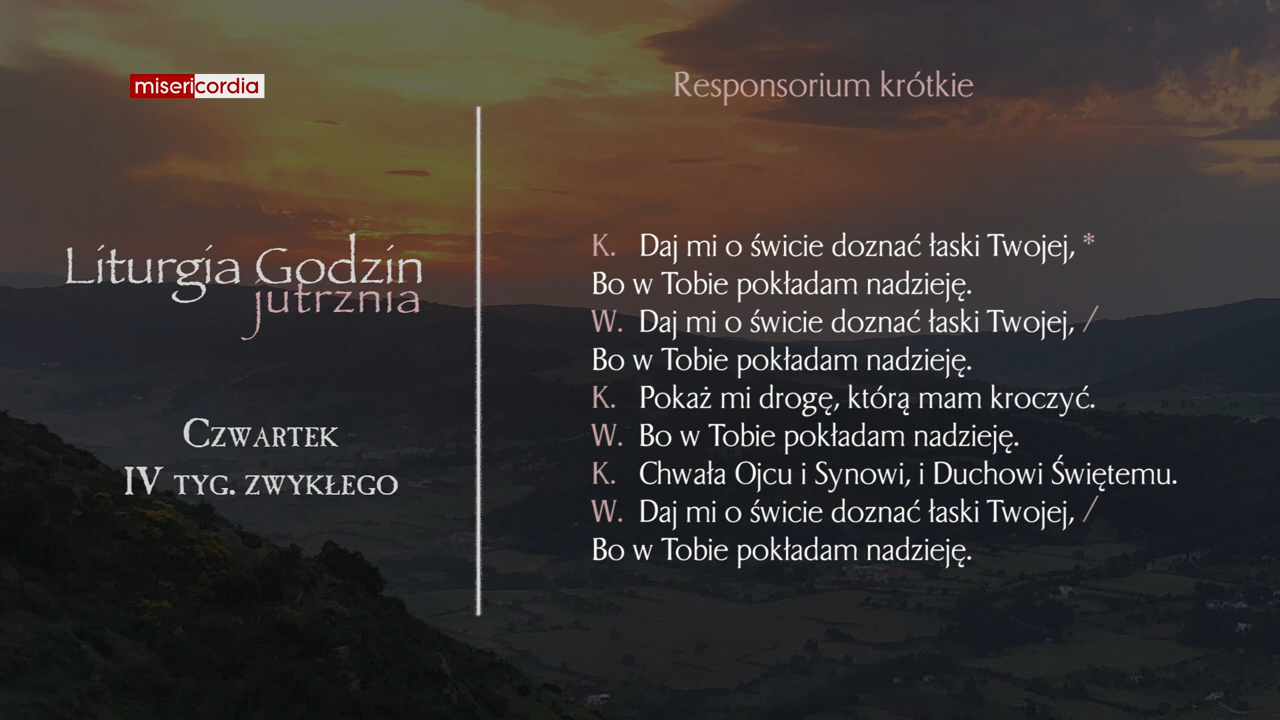 misericordia
Liturgia Godzin
jutrznia
Czwartek
IV tyg. zwykłego
Responsorium krótkie
K. Daj mi o świcie doznać łaski Twojej, *
Bo w Tobie pokładam nadzieję.
W. Daj mi o świcie doznać łaski Twojej, /
Bo w Tobie pokładam nadzieję.
K. Pokaż mi drogę, którą mam kroczyć.
W. Bo w Tobie pokładam nadzieję.
K. Chwała Ojcu i Synowi, i Duchowi Świętemu.
W. Daj mi o świcie doznać łaski Twojej, /
Bo w Tobie pokładam nadzieję.